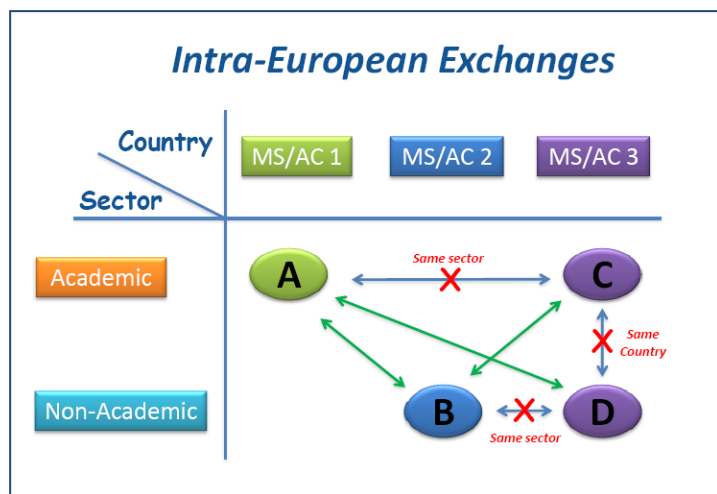 Intra-European Exchanges
Country
MS/AC 1
MS/AC 2
MS/AC 3
Sector
Academic
A
Same sector
C
Same
Country
Non-Academic
B
Same sector
D